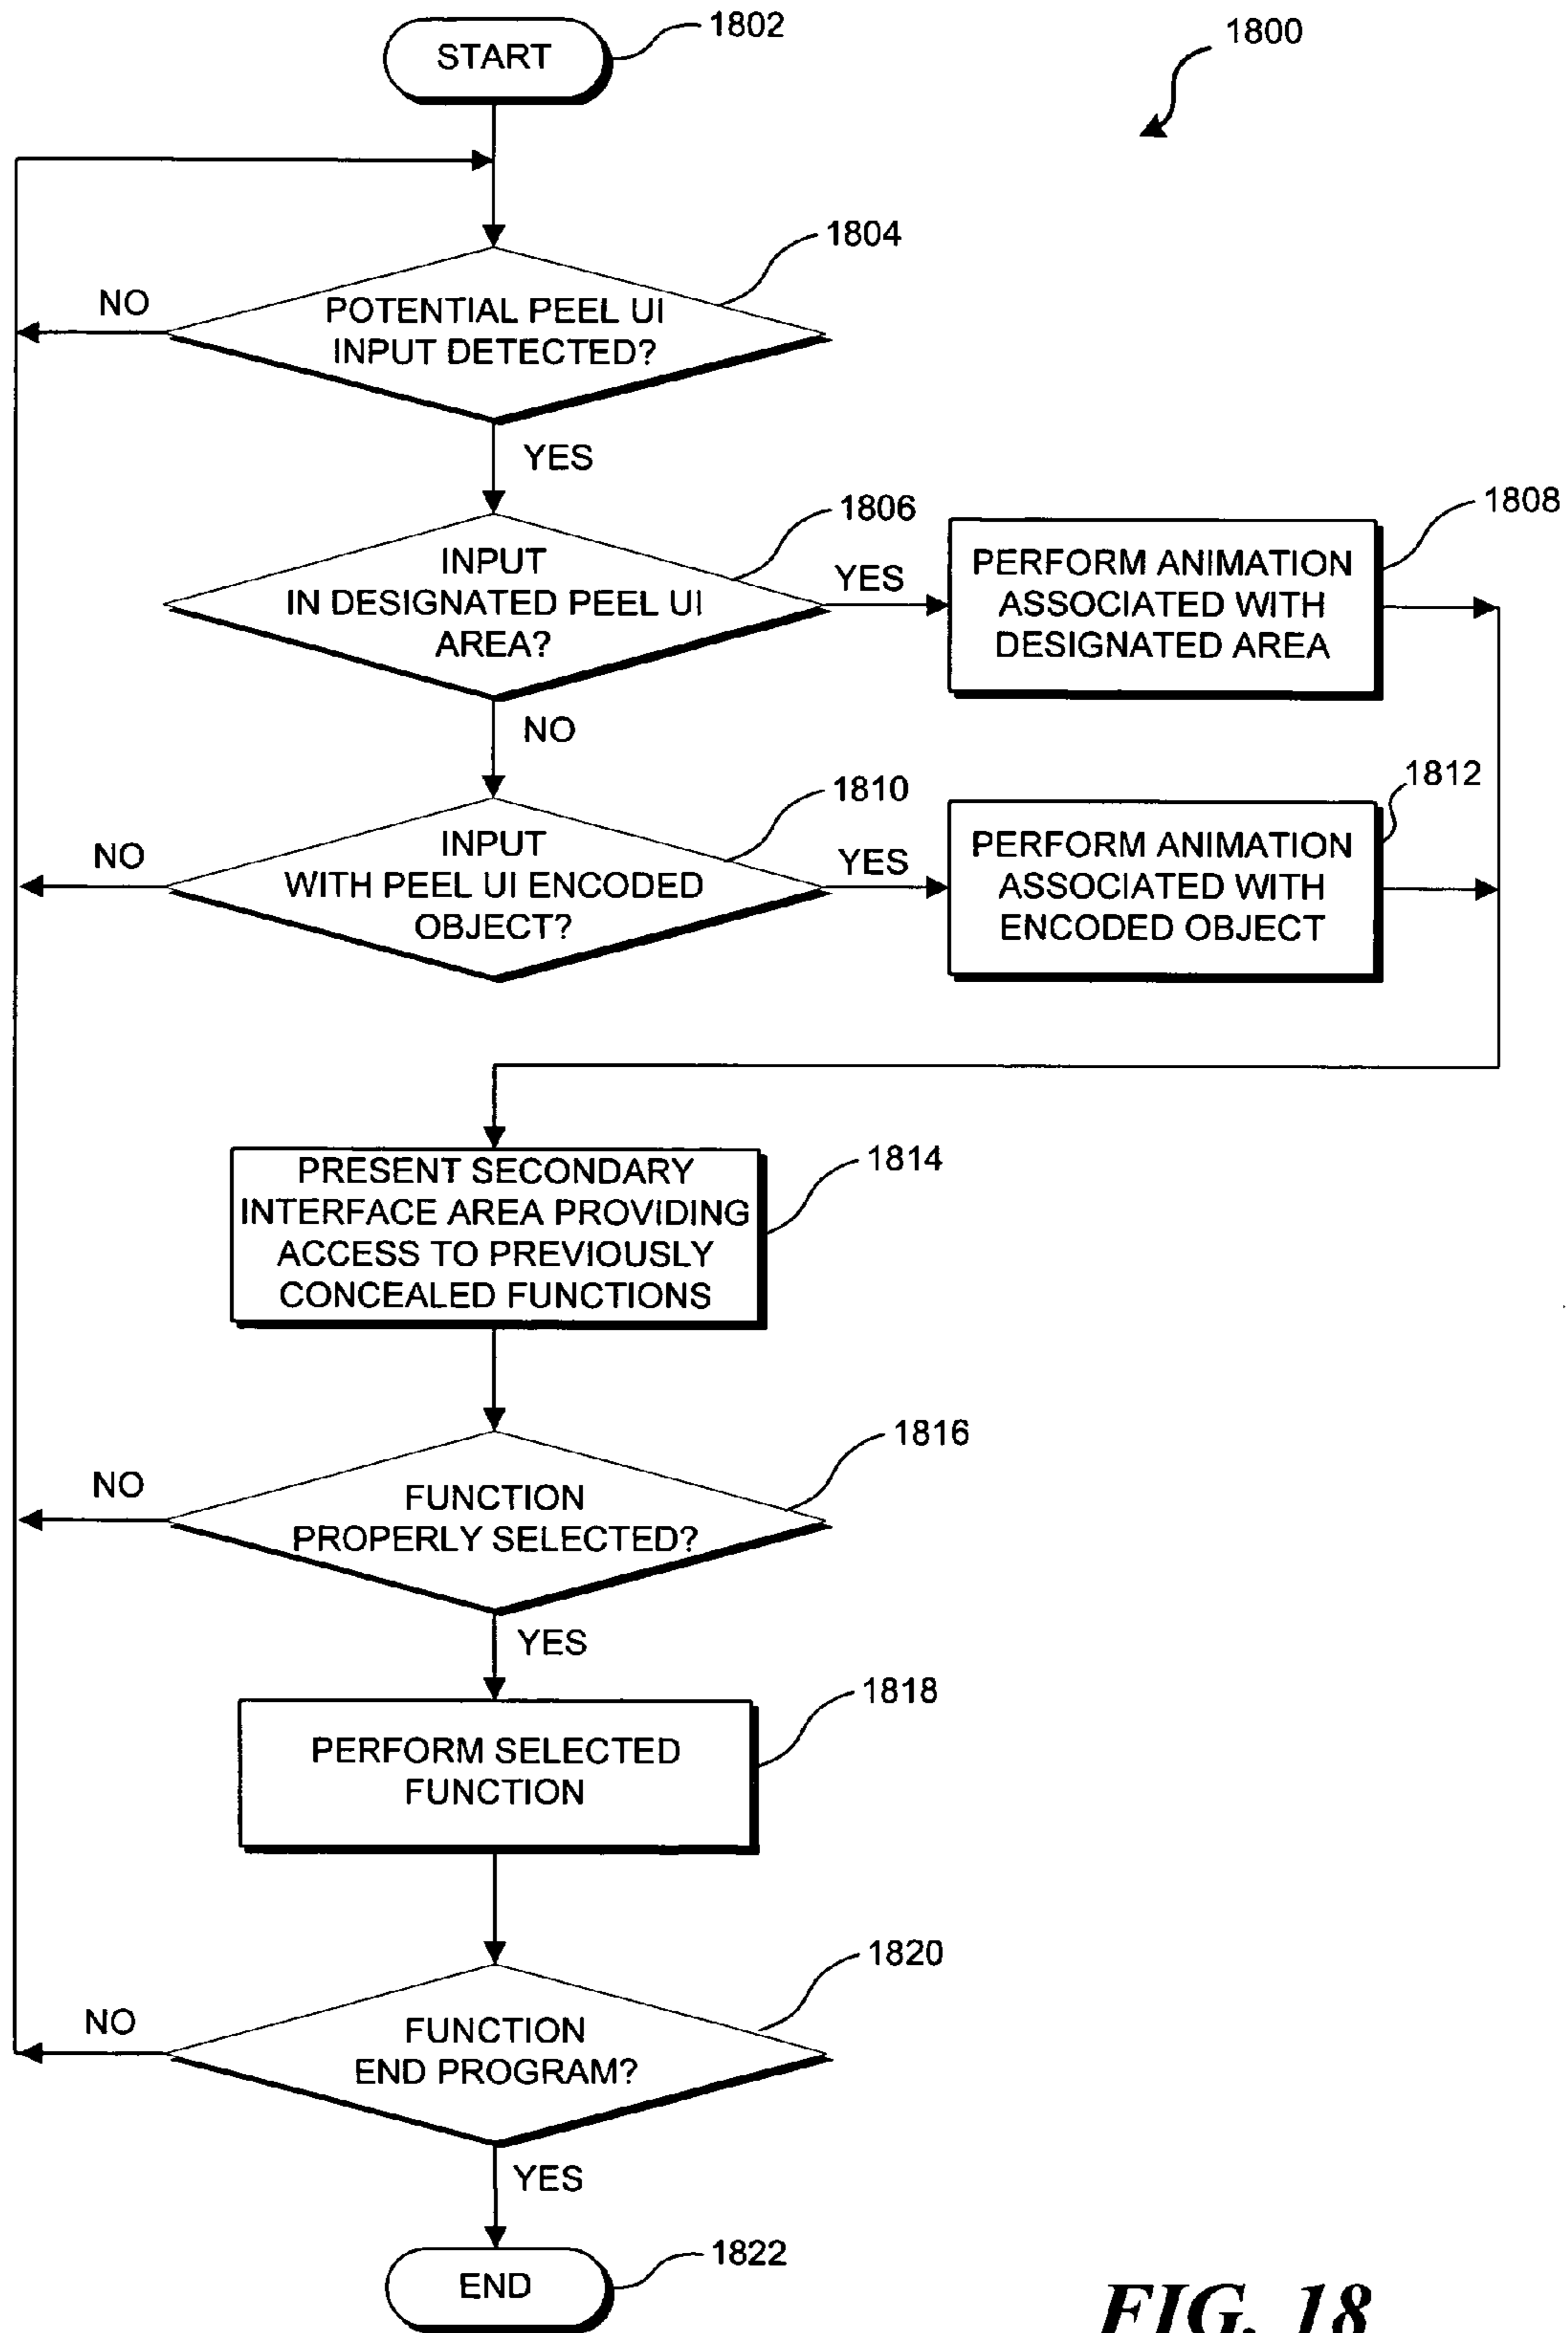 START
1802
1800
1804
POTENTIAL PEEL UI
INPUT DETECTED?
NO
YES
1806
INPUT
IN DESIGNATED PEEL UI
AREA?
YES
1808
PERFORM ANIMATION
ASSOCIATED WITH
DESIGNATED AREA
NO
1810
INPUT
WITH PEEL UI ENCODED
OBJECT?
NO
YES
1812
PERFORM ANIMATION
ASSOCIATED WITH
ENCODED OBJECT
1814
PRESENT SECONDARY
INTERFACE AREA PROVIDING
ACCESS TO PREVIOUSLY
CONCEALED FUNCTIONS
1816
FUNCTION
PROPERLY SELECTED?
NO
YES
1818
PERFORM SELECTED
FUNCTION
1820
FUNCTION
END PROGRAM?
NO
YES
END
1822
FIG. 18